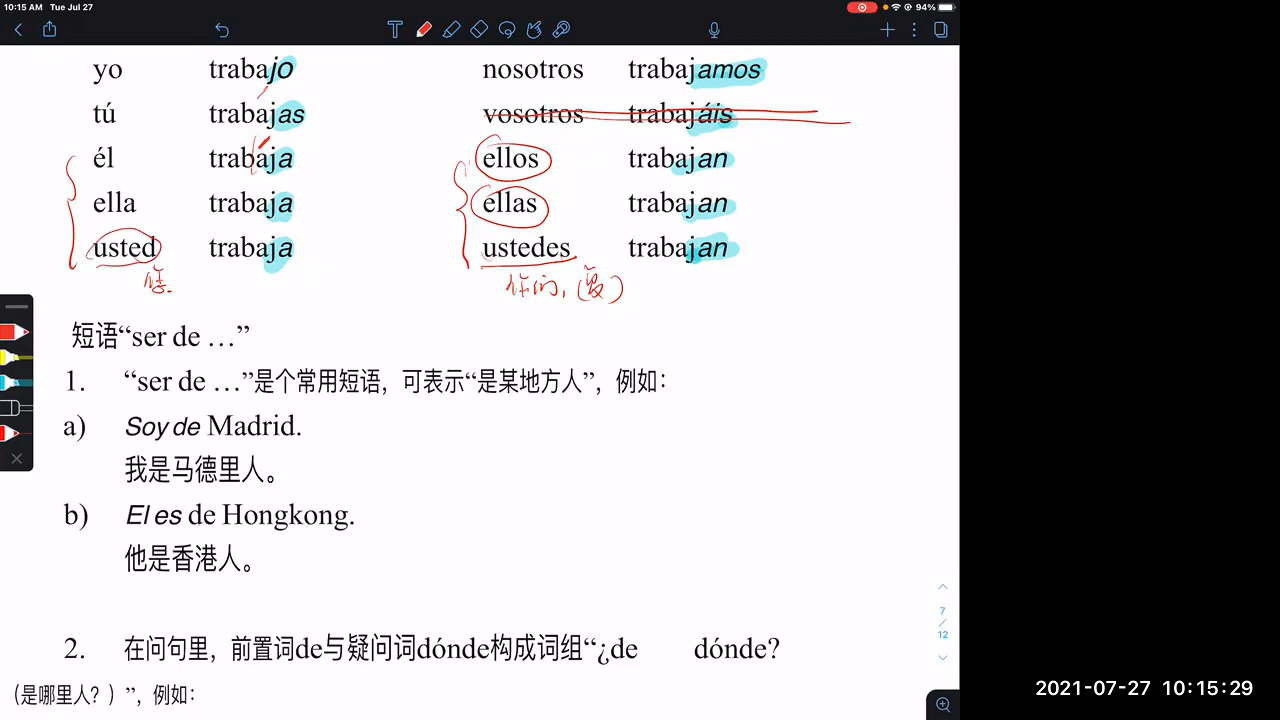 10:15 AM Tue Jul 27
94%
yo trabajo nosotros trabajamos
tú trabajas vosotros trabajáis
él trabaja ellos trabajan
ella trabaja ellas trabajan
usted trabaja ustedes trabajan
您. 你们, (复)
短语“ser de …”
1. “ser de …”是个常用短语，可表示“是某地方人”，例如：
a) Soy de Madrid.
我是马德里人。
b) El es de Hongkong.
他是香港人。
2. 在问句里，前置词de与疑问词dónde构成词组“¿de dónde?
（是哪里人？）”，例如：
7
/
12
2021-07-27 10:15:29